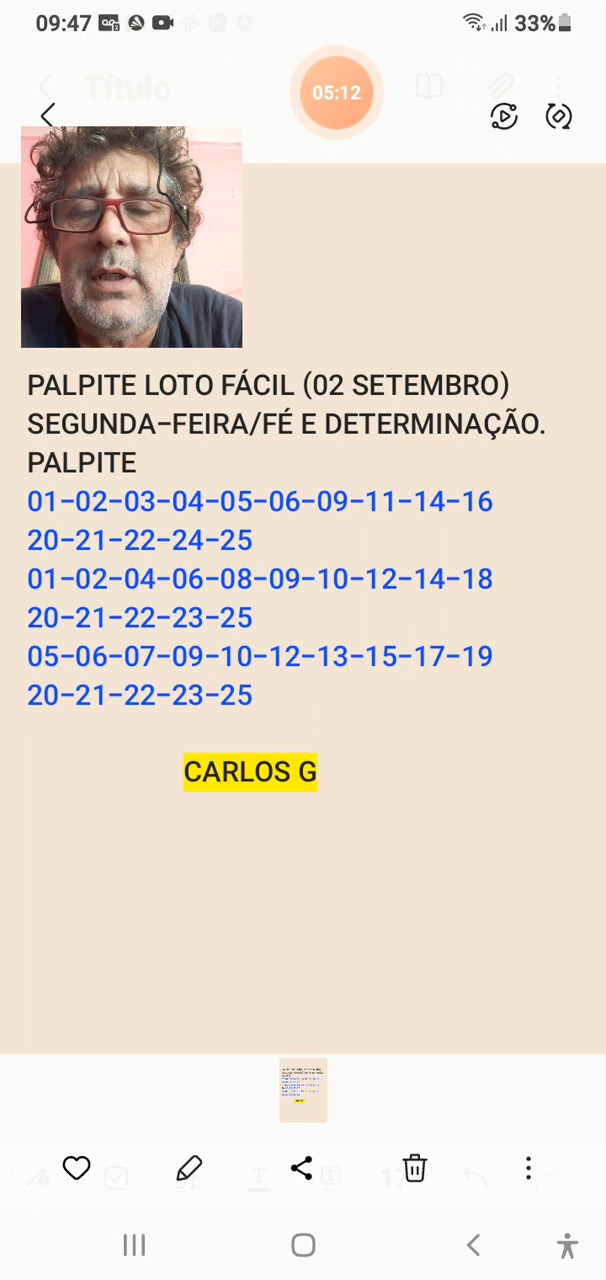 09:47
33%
Título
05:12
PALPITE LOTO FÁCIL (02 SETEMBRO)
SEGUNDA-FEIRA/FÉ E DETERMINAÇÃO.
PALPITE
01-02-03-04-05-06-09-11-14-16
20-21-22-24-25
01-02-04-06-08-09-10-12-14-18
20-21-22-23-25
05-06-07-09-10-12-13-15-17-19
20-21-22-23-25
CARLOS G
17